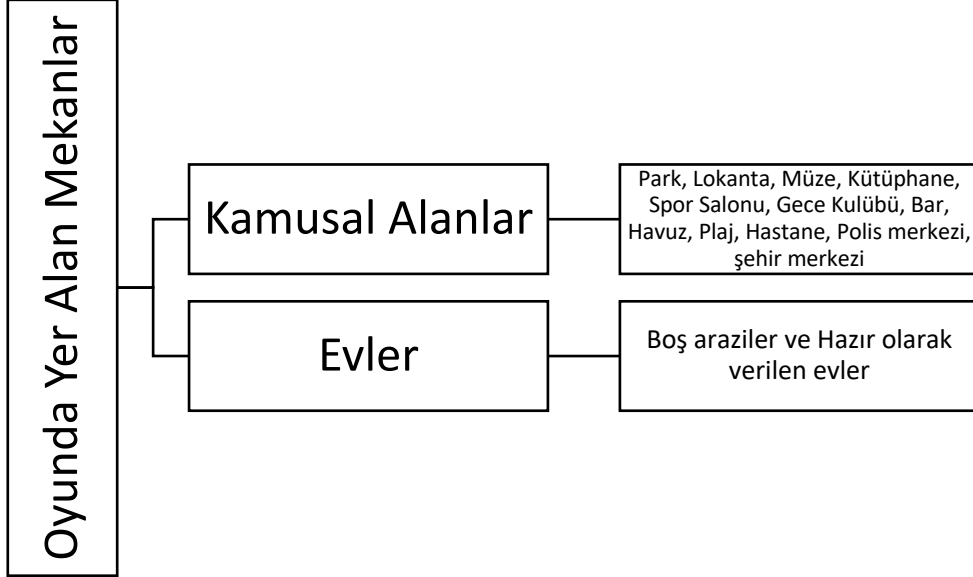 Oyunda Yer Alan Mekanlar
Kamusal Alanlar
Park, Lokanta, Müze, Kütüphane,
Spor Salonu, Gece Kulübü, Bar,
Havuz, Plaj, Hastane, Polis merkezi,
şehir merkezi
Evler
Boş araziler ve Hazır olarak
verilen evler